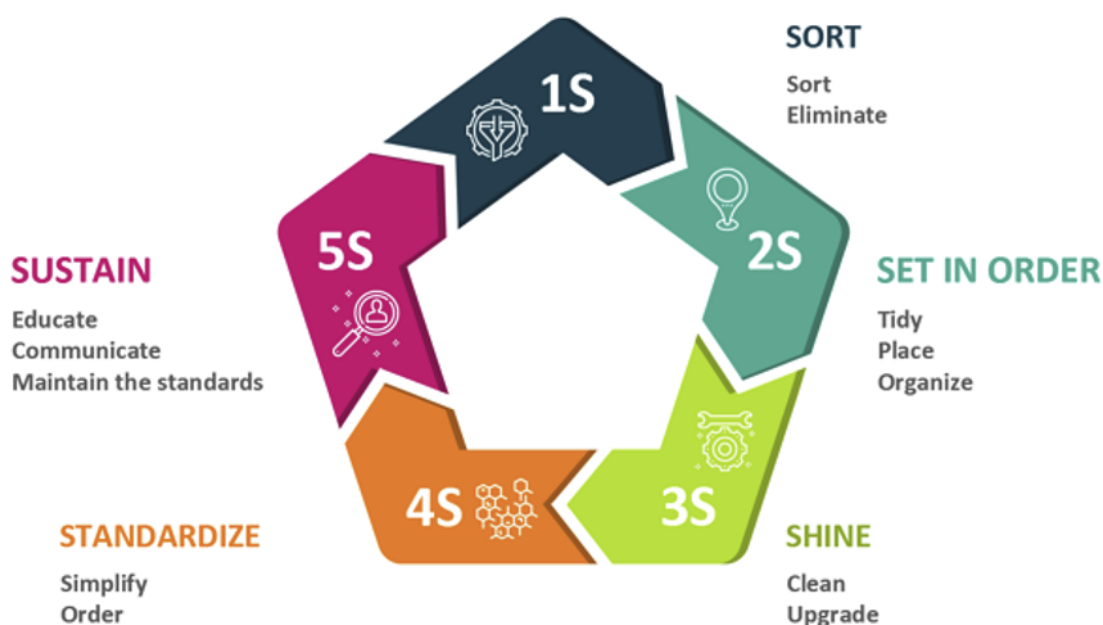 1S
SORT
Sort
Eliminate
2S
SET IN ORDER
Tidy
Place
Organize
3S
SHINE
Clean
Upgrade
4S
STANDARDIZE
Simplify
Order
5S
SUSTAIN
Educate
Communicate
Maintain the standards